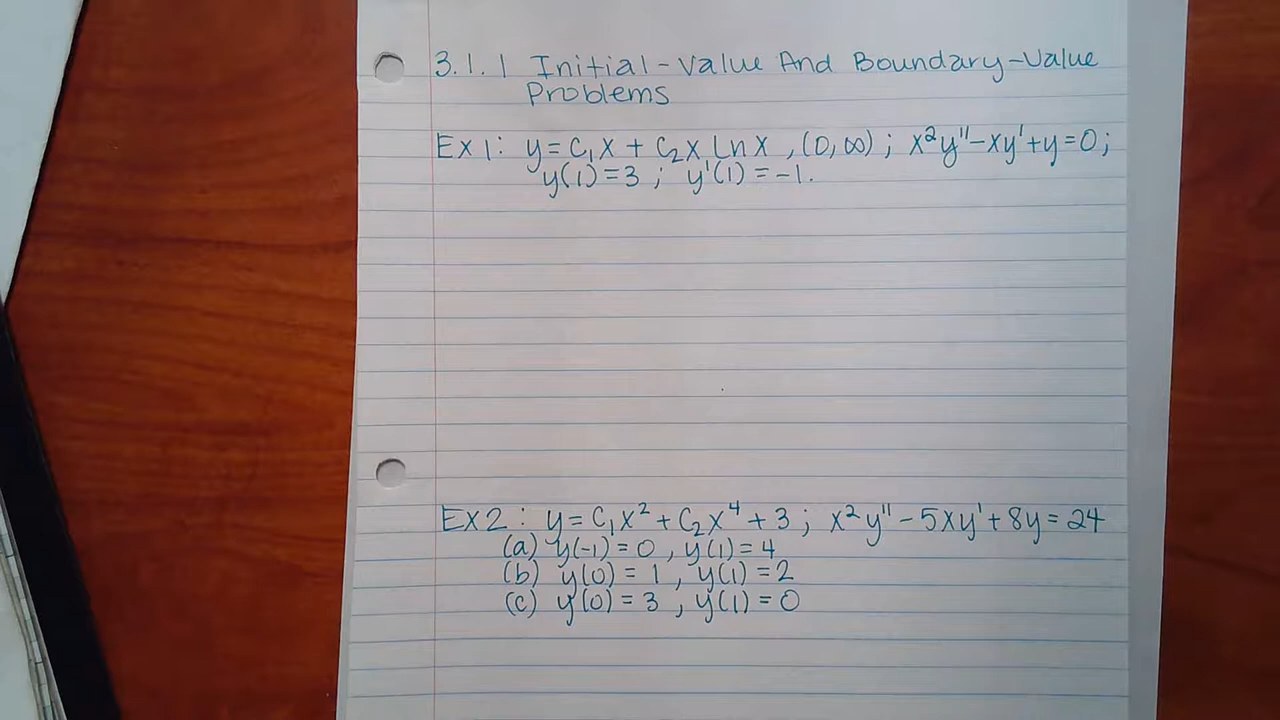 3.1.1 Initial-Value And Boundary-Value
Problems
Ex 1: y = C₁x + C₂x ln x , (0, ∞) ; x²y'' - xy' + y = 0 ;
y(1) = 3 ; y'(1) = -1.
Ex 2 : y = C₁x² + C₂x⁴ + 3 ; x²y'' - 5xy' + 8y = 24
(a) y(-1) = 0 , y(1) = 4
(b) y(0) = 1 , y(1) = 2
(c) y(0) = 3 , y(1) = 0